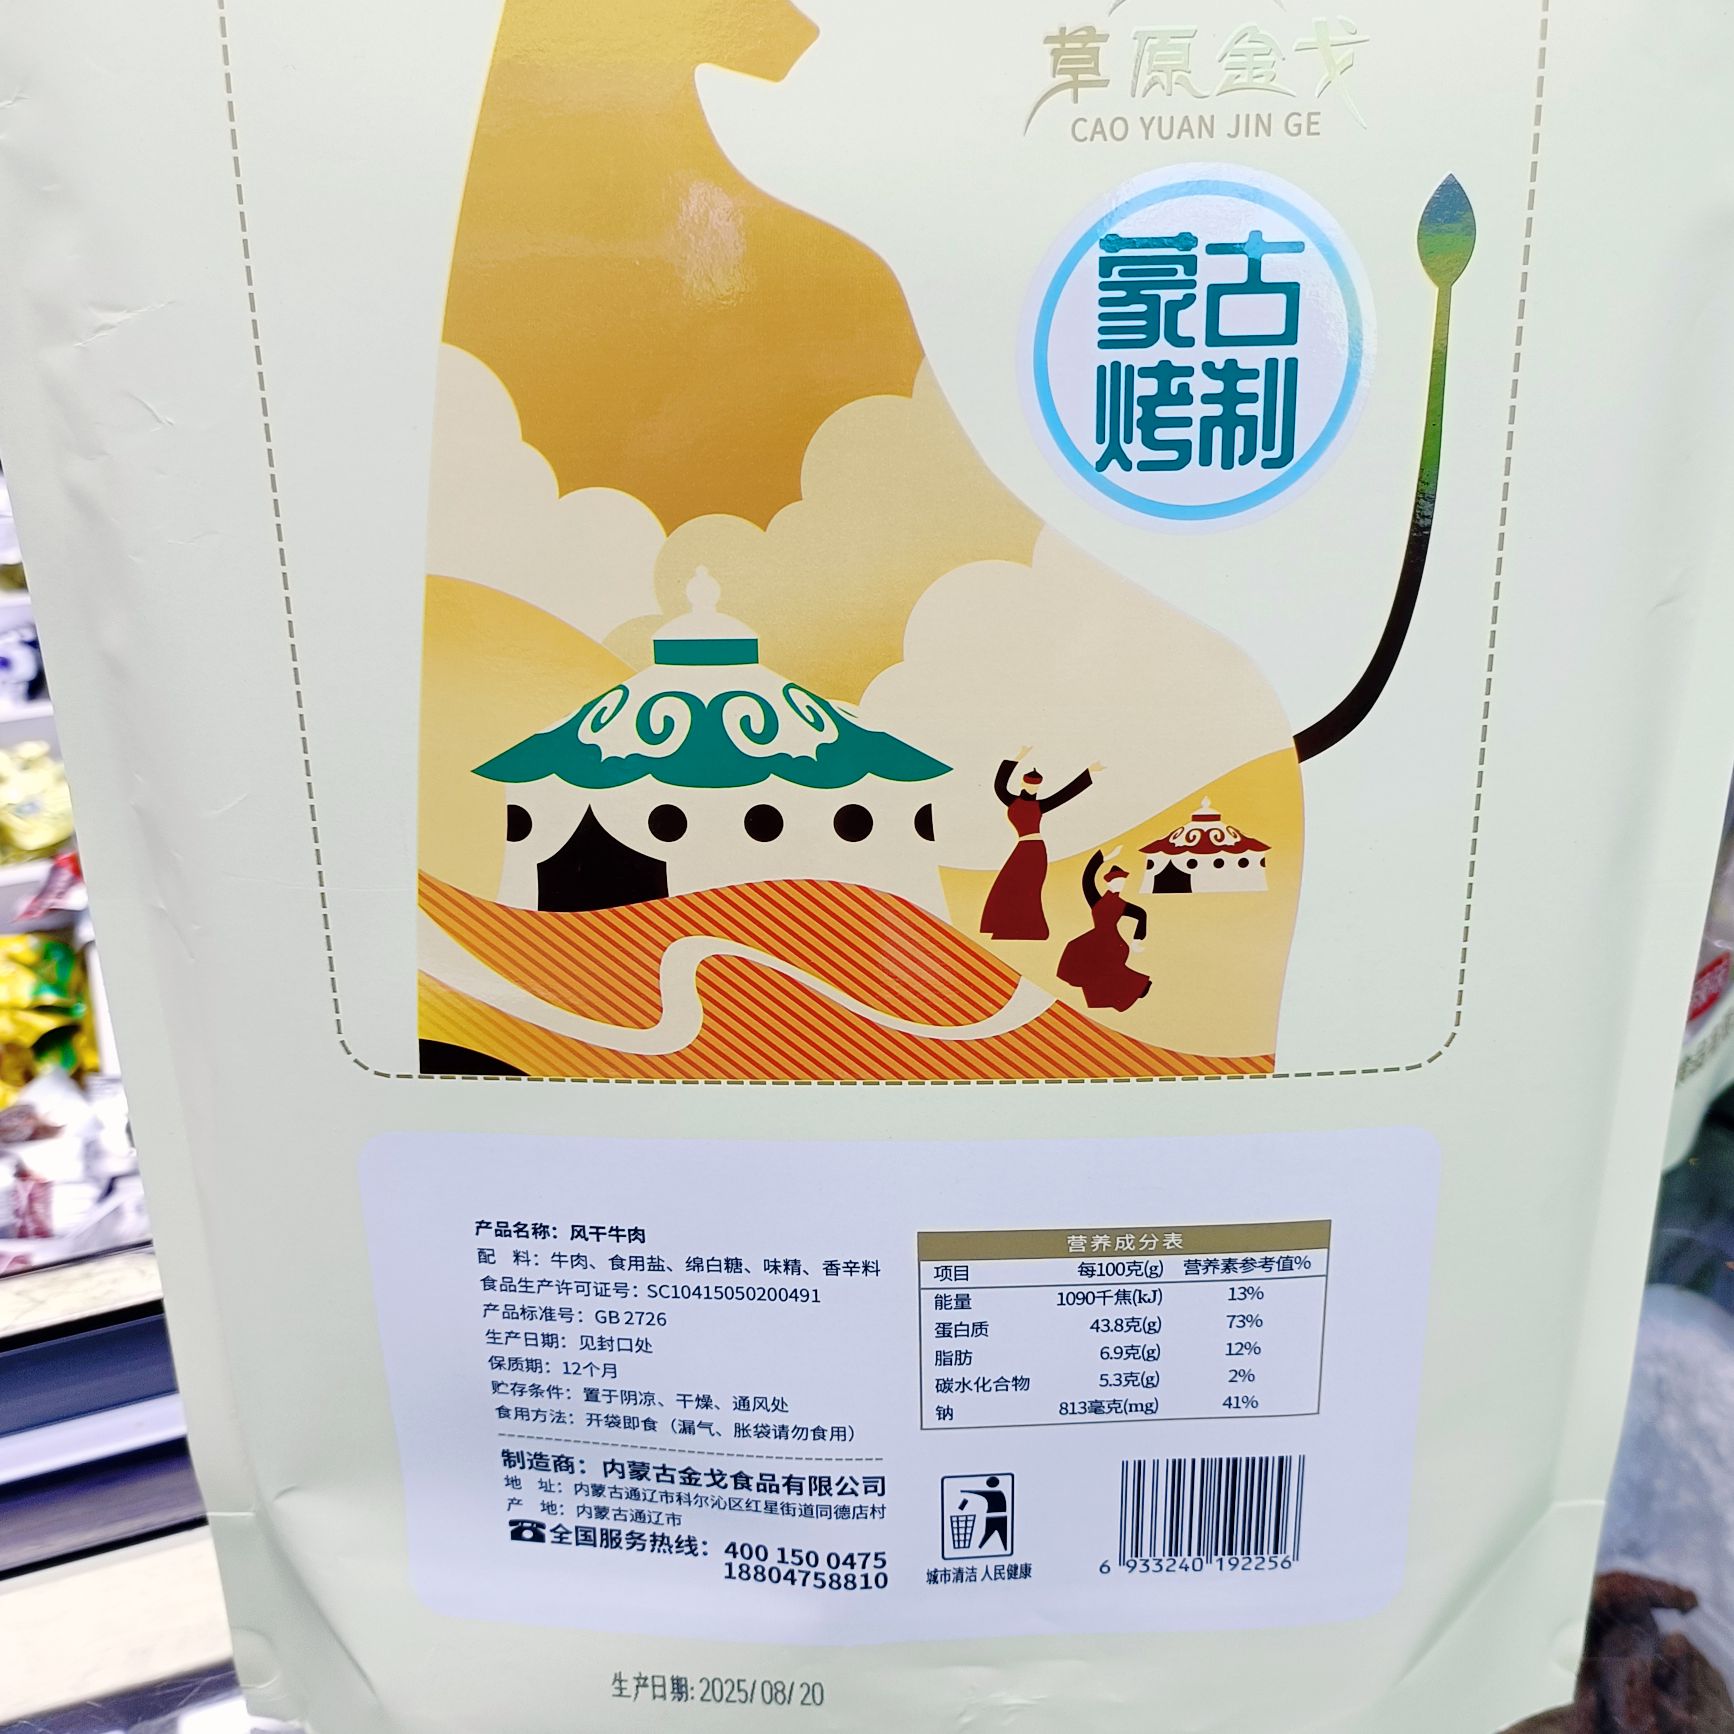 草原金戈
CAO YUAN JIN GE
蒙古
烤制
产品名称：风干牛肉
配 料：牛肉、食用盐、绵白糖、味精、香辛料
食品生产许可证号：SC10415050200491
产品标准号：GB 2726
生产日期：见封口处
保质期：12个月
贮存条件：置于阴凉、干燥、通风处
食用方法：开袋即食（漏气、胀袋请勿食用）
制造商：内蒙古金戈食品有限公司
地 址：内蒙古通辽市科尔沁区红星街道同德店村
产 地：内蒙古通辽市
全国服务热线：400 150 0475
18804758810
营养成分表
项目 每100克(g) 营养素参考值%
能量 1090千焦(kJ) 13%
蛋白质 43.8克(g) 73%
脂肪 6.9克(g) 12%
碳水化合物 5.3克(g) 2%
钠 813毫克(mg) 41%
城市清洁 人民健康
6 933240 192256
生产日期:2025/08/20